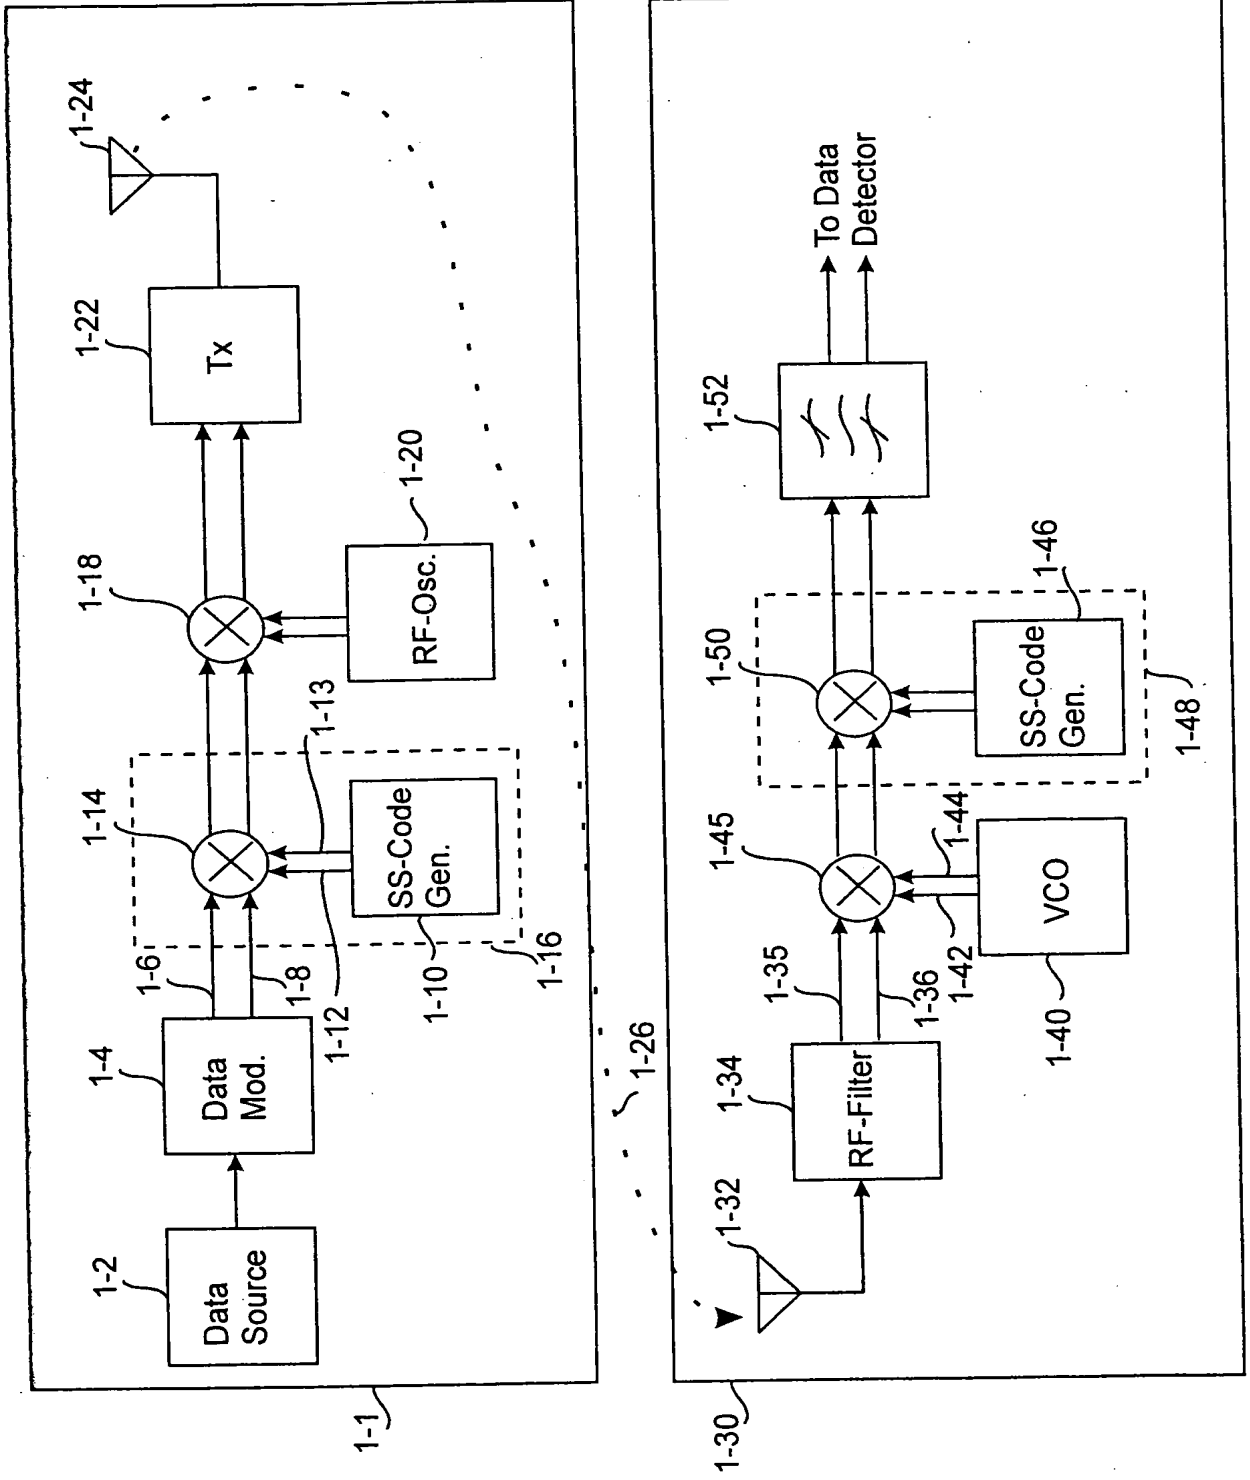 1-24
1-22
Tx
1-18
1-20
RF-Osc.
1-14
1-13
SS-Code
Gen.
1-6
1-8
1-12
1-10
1-16
1-4
Data
Mod.
1-2
Data
Source
1-1
1-26
To Data
Detector
1-52
1-50
1-46
SS-Code
Gen.
1-48
1-45
1-44
1-42
VCO
1-40
1-35
1-36
1-34
RF-Filter
1-32
1-30